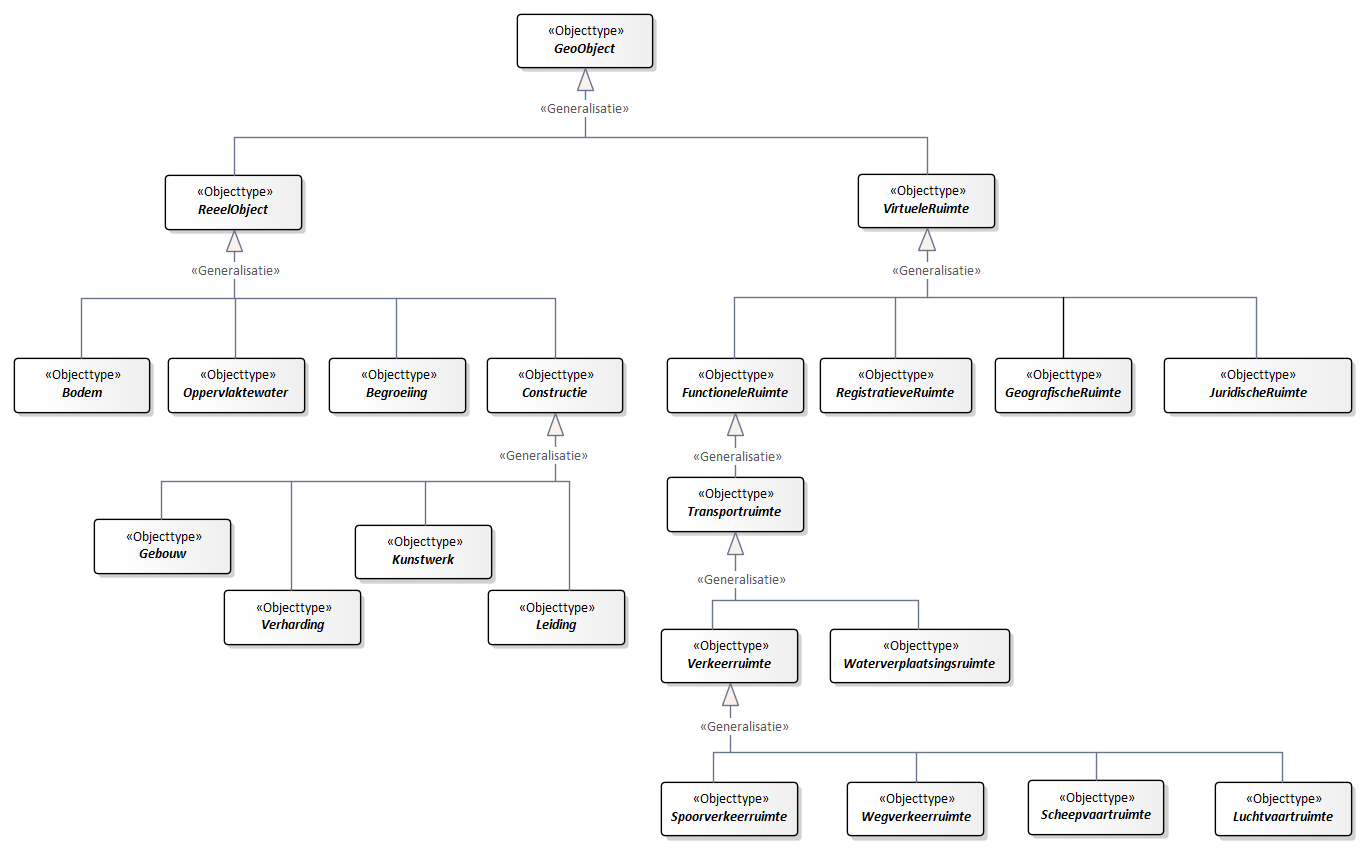 «Objecttype»
GeoObject
«Generalisatie»
«Objecttype»
ReeelObject
«Objecttype»
VirtueleRuimte
«Generalisatie»
«Generalisatie»
«Objecttype»
Bodem
«Objecttype»
Oppervlaktewater
«Objecttype»
Begroeiing
«Objecttype»
Constructie
«Objecttype»
FunctioneleRuimte
«Objecttype»
RegistratieveRuimte
«Objecttype»
GeografischeRuimte
«Objecttype»
JuridischeRuimte
«Generalisatie»
«Generalisatie»
«Objecttype»
Transportruimte
«Objecttype»
Gebouw
«Objecttype»
Kunstwerk
«Generalisatie»
«Objecttype»
Verharding
«Objecttype»
Leiding
«Objecttype»
Verkeerruimte
«Objecttype»
Waterverplaatsingsruimte
«Generalisatie»
«Objecttype»
Spoorverkeerruimte
«Objecttype»
Wegverkeerruimte
«Objecttype»
Scheepvaartruimte
«Objecttype»
Luchtvaartruimte